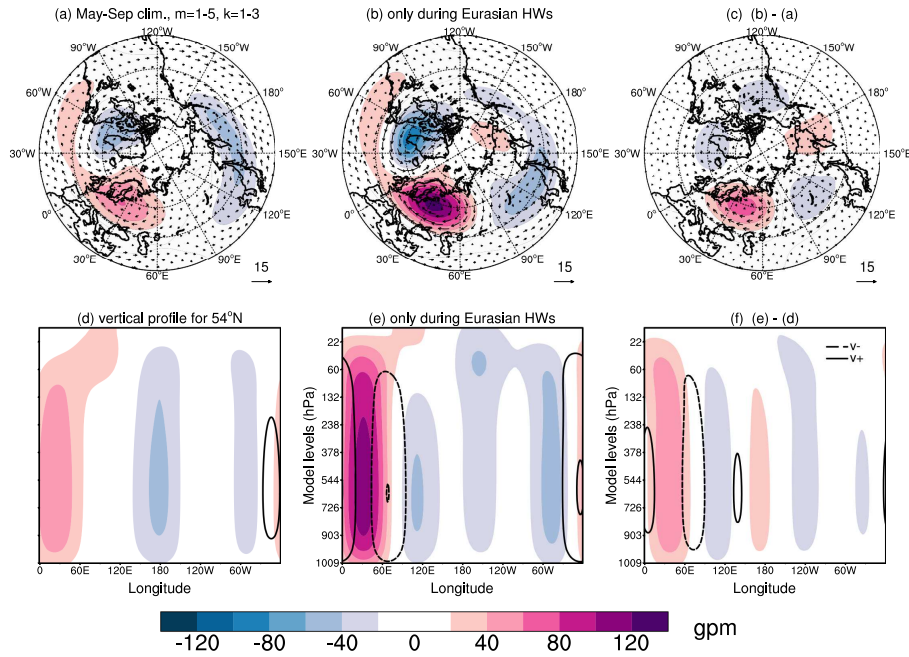 (a) May-Sep clim., m=1-5, k=1-3
(b) only during Eurasian HWs
(c) (b) - (a)
120°W
120°W
120°W
90°W
150°W
90°W
150°W
90°W
150°W
60°W
180°
60°W
180°
60°W
180°
30°W
150°E
30°W
150°E
30°W
150°E
0°
120°E
0°
120°E
0°
120°E
30°E
90°E
30°E
90°E
30°E
90°E
60°E
60°E
60°E
15
15
15
(d) vertical profile for 54°N
(e) only during Eurasian HWs
(f) (e) - (d)
Model levels (hPa)
22
60
132
238
378
544
726
903
1009
Model levels (hPa)
22
60
132
238
378
544
726
903
1009
v-
v+
0 60E 120E 180 120W 60W
0 60E 120E 180 120W 60W
0 60E 120E 180 120W 60W
Longitude
Longitude
Longitude
-120 -80 -40 0 40 80 120
gpm